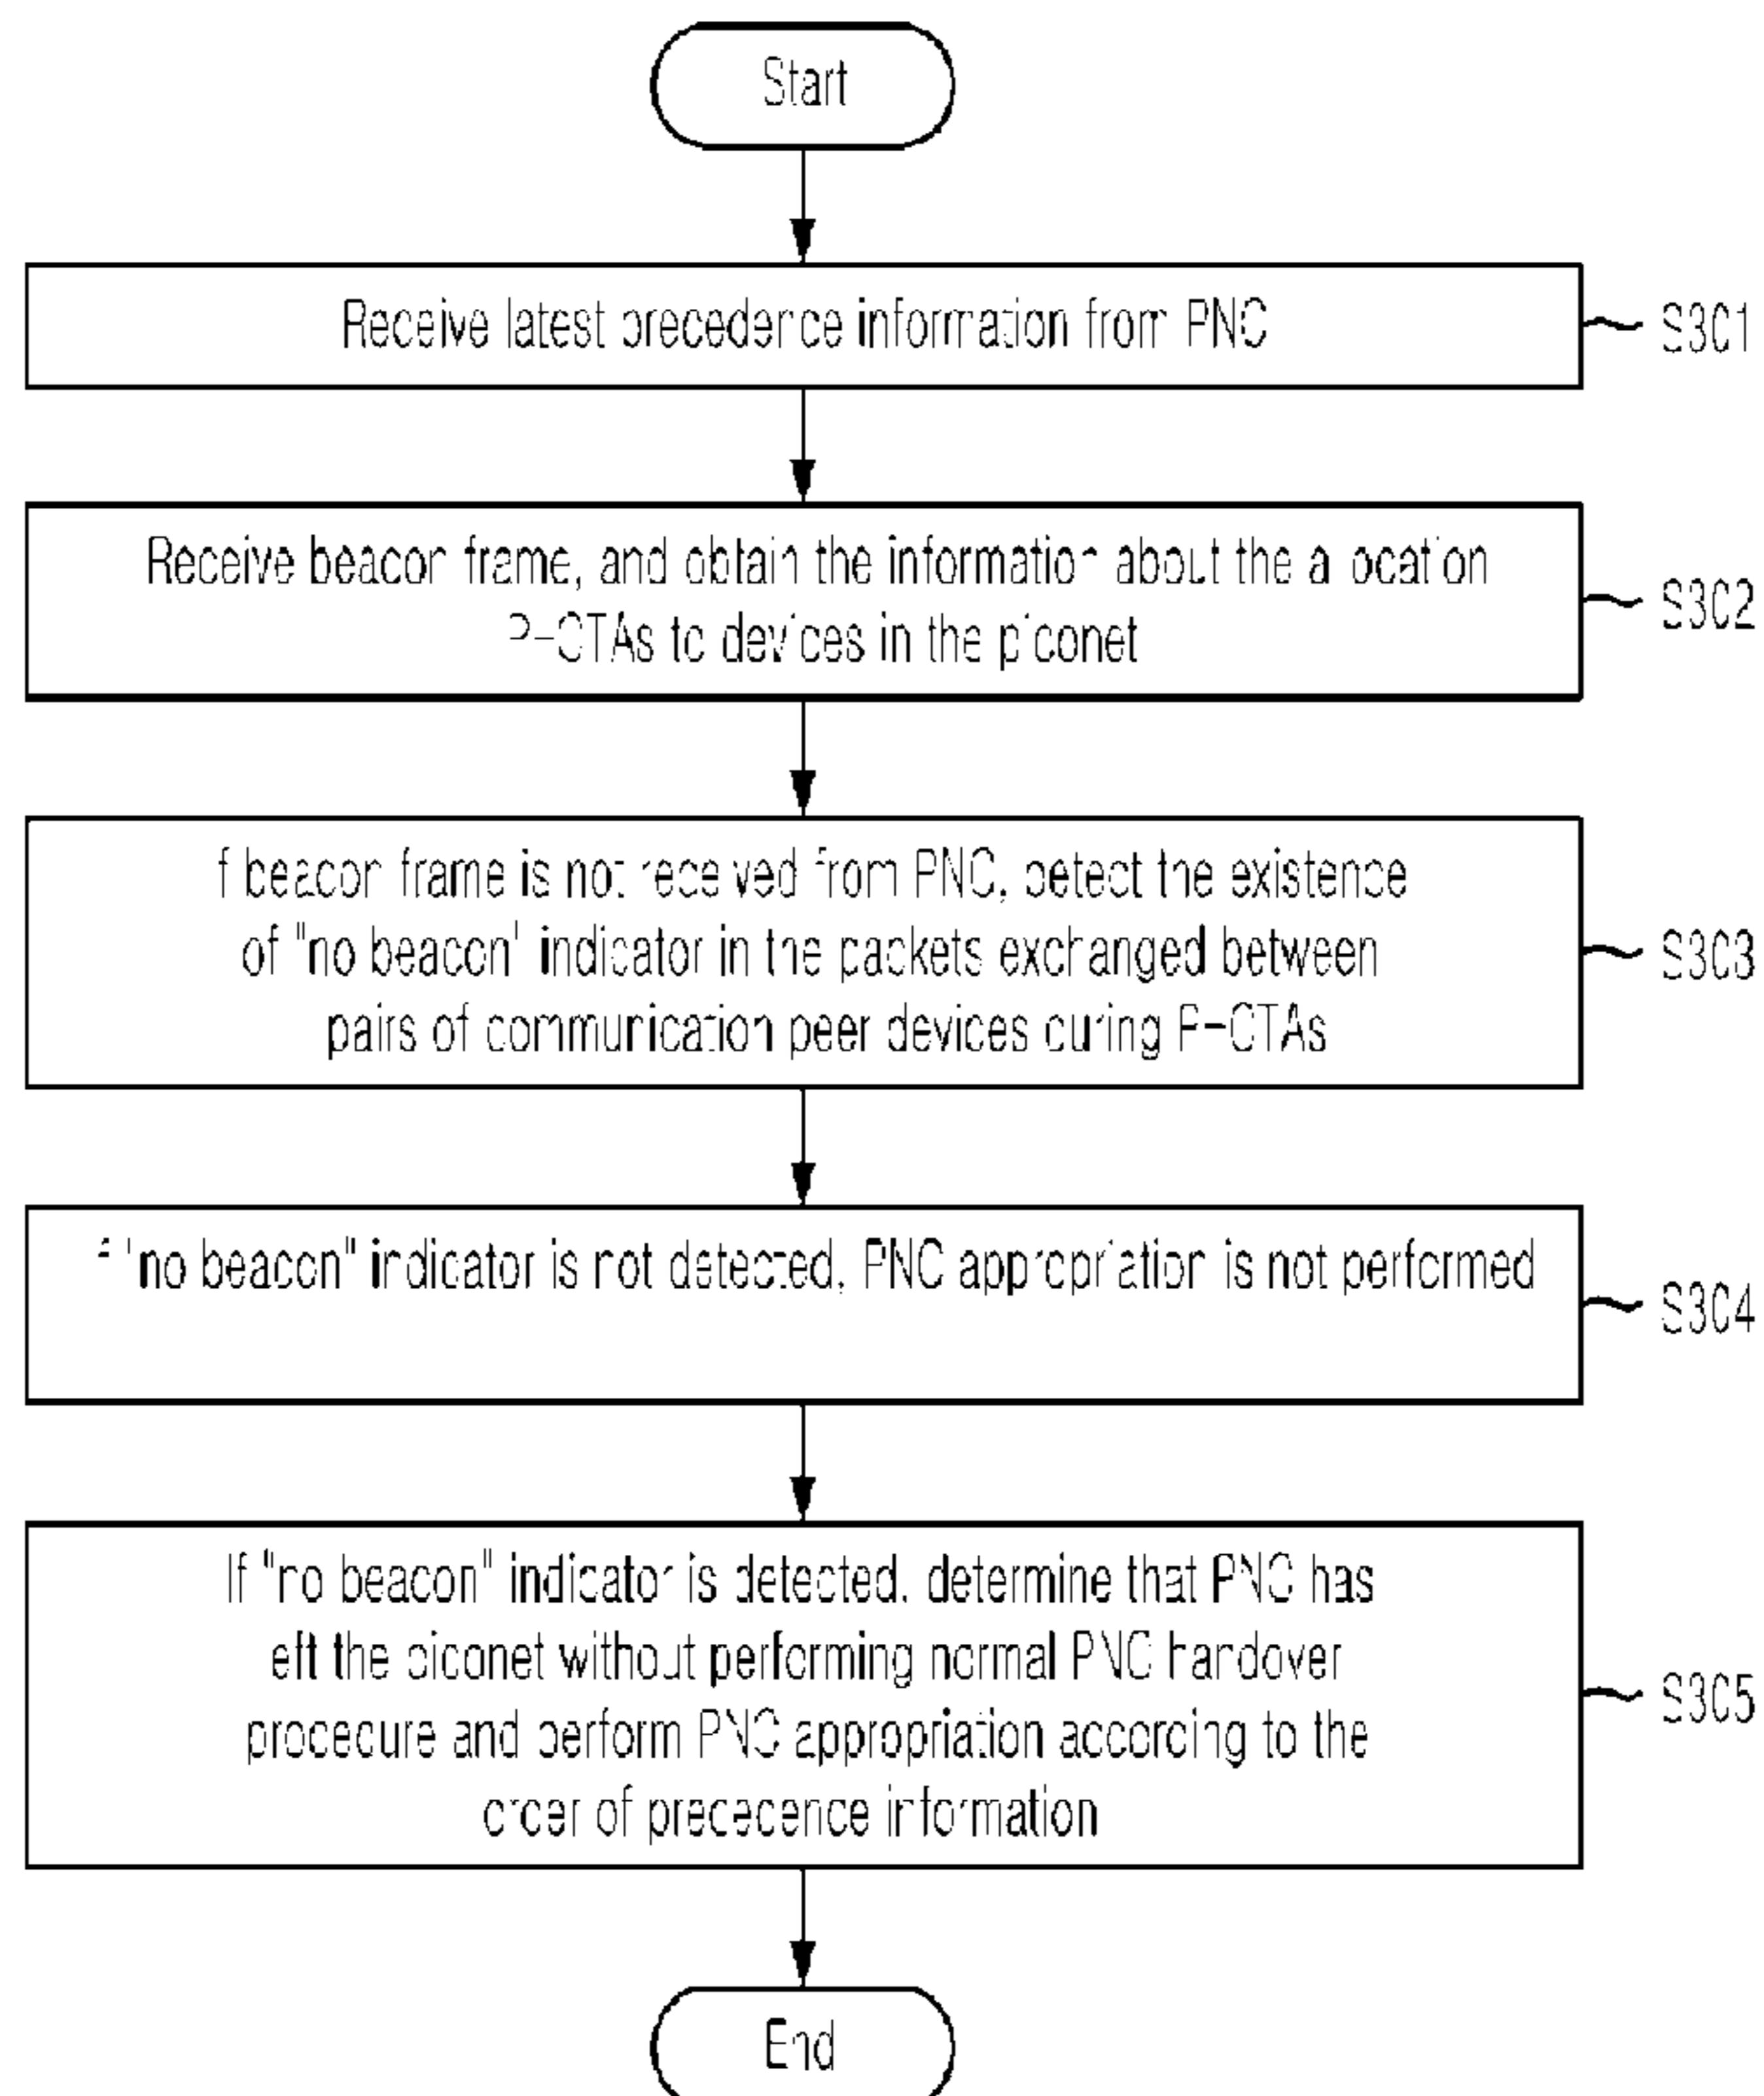 Start
Receive latest precedence information from PNC
S301
Receive beacon frame, and obtain the information about the allocation
P-CTAs to devices in the piconet
S302
If beacon frame is not received from PNC, detect the existence
of "no beacon" indicator in the packets exchanged between
pairs of communication peer devices during P-CTAs
S303
If "no beacon" indicator is not detected, PNC appropriation is not performed
S304
If "no beacon" indicator is detected, determine that PNC has
left the piconet without performing normal PNC handover
procedure and perform PNC appropriation according to the
order of precedence information
S305
End